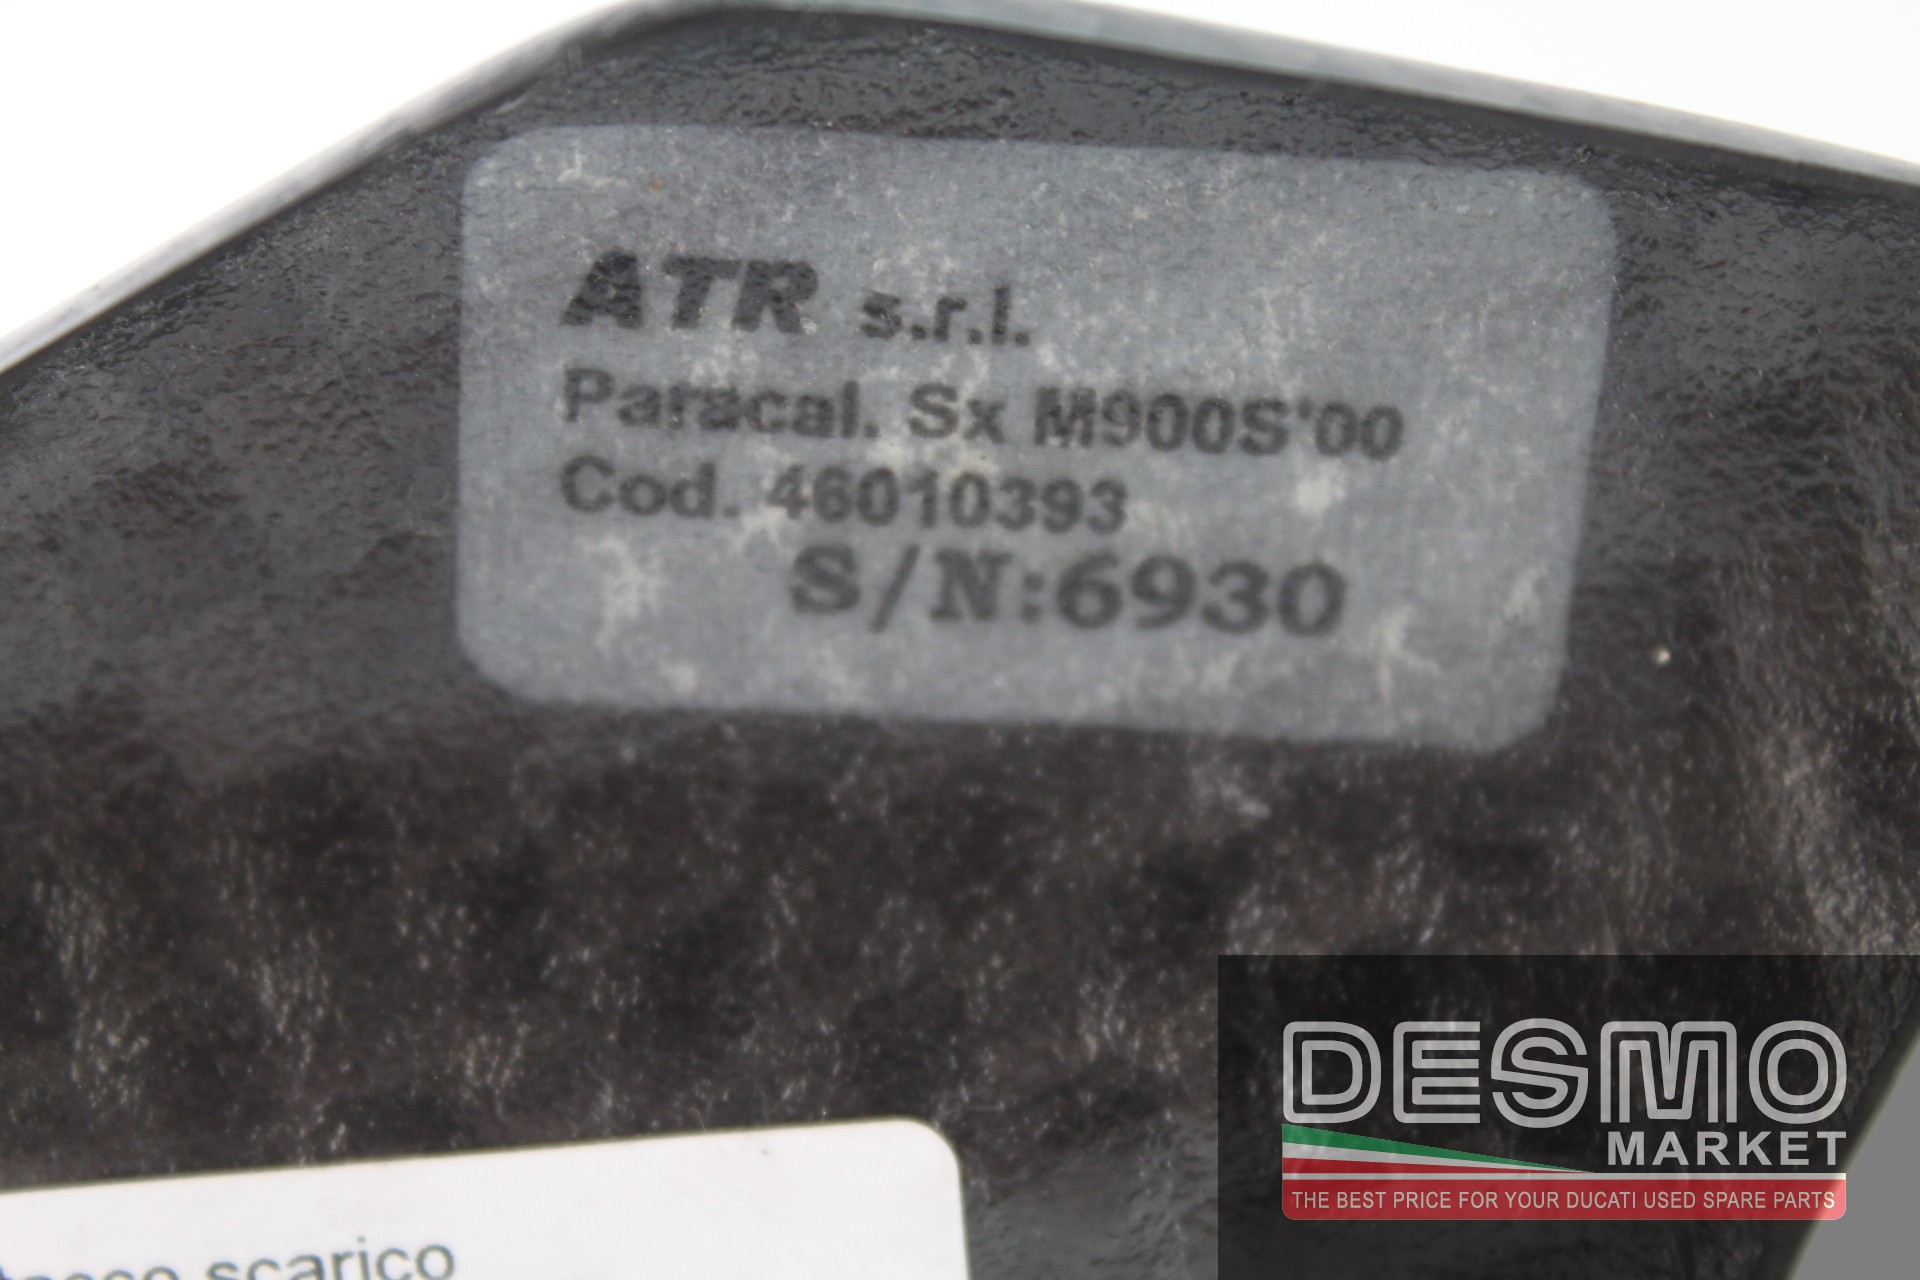 ATR s.r.l.
Paracal. Sx M900S'00
Cod. 46010393
S/N:6930
scarico
DESMO
MARKET
THE BEST PRICE FOR YOUR DUCATI USED SPARE PARTS